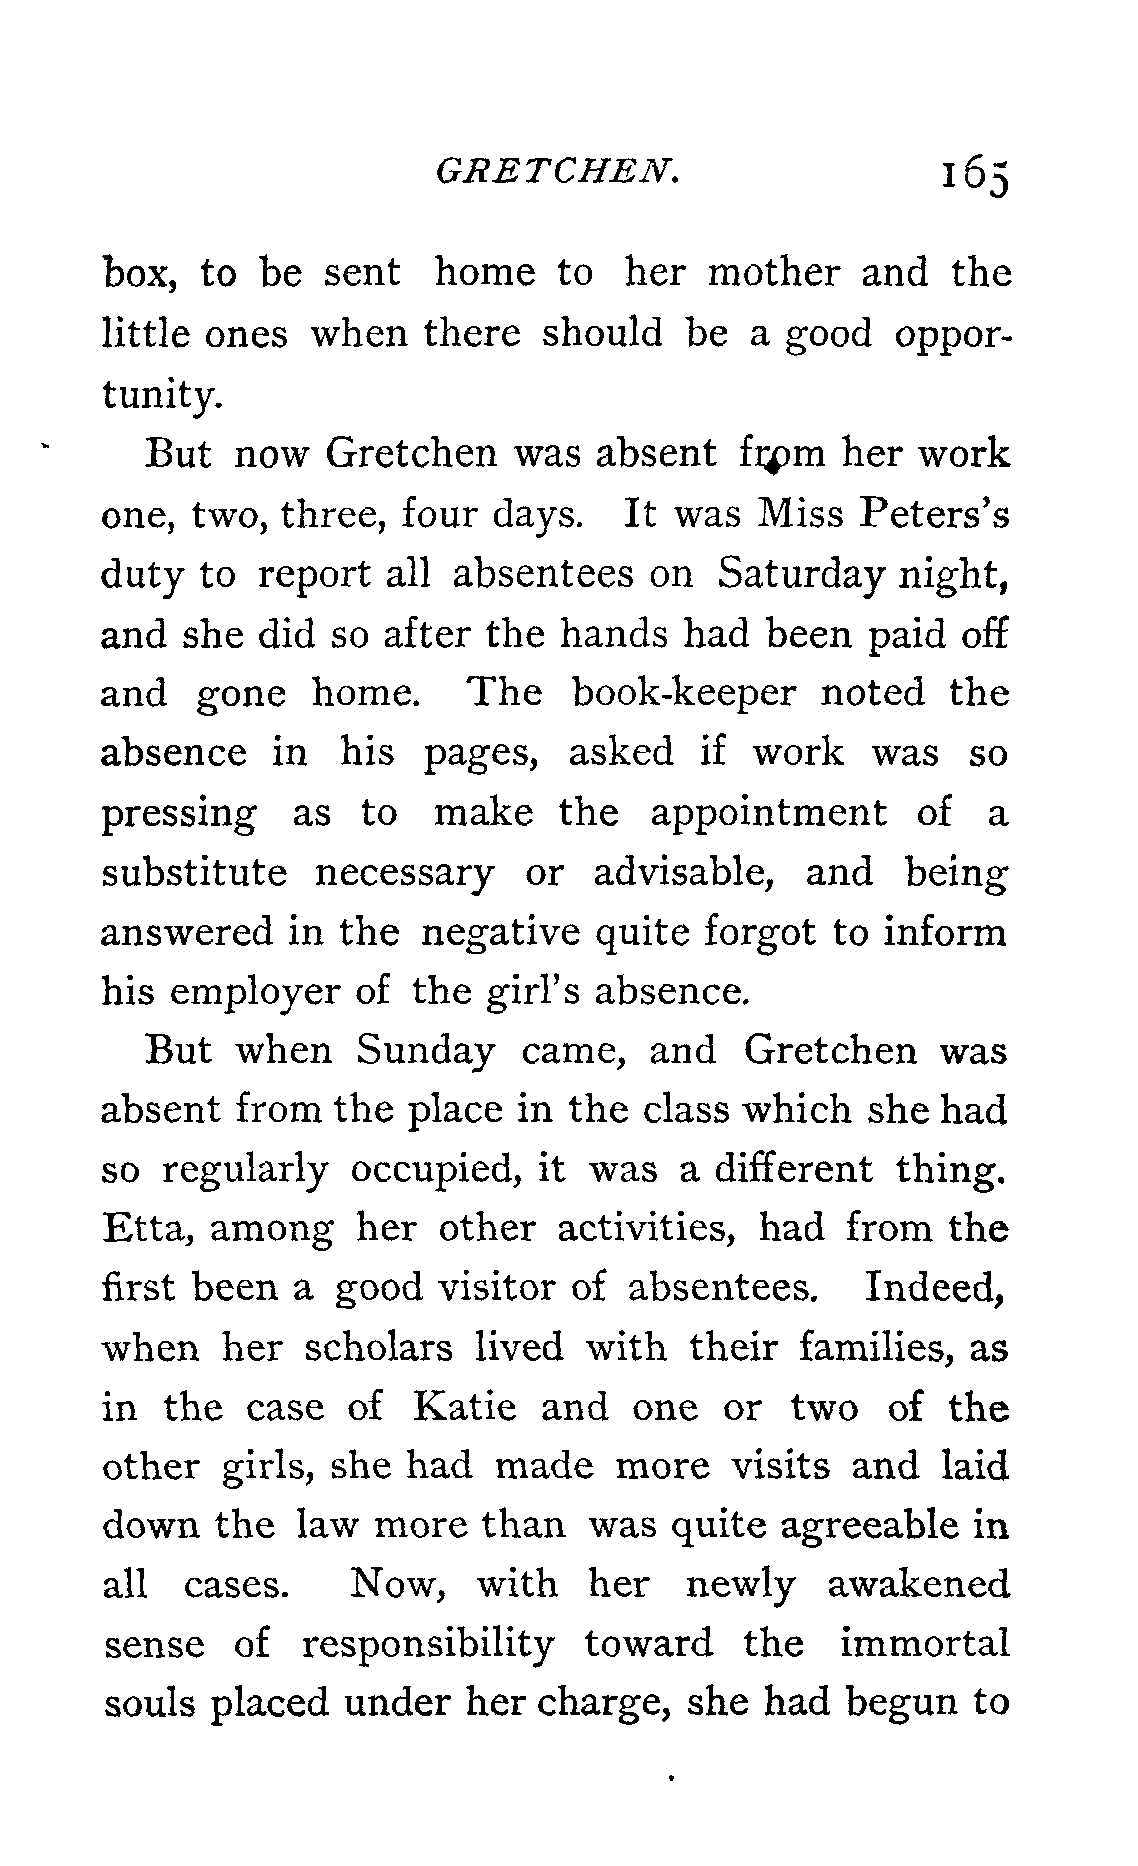 GRETCHEN. 165
box, to be sent home to her mother and the
little ones when there should be a good oppor-
tunity.
But now Gretchen was absent from her work
one, two, three, four days. It was Miss Peters's
duty to report all absentees on Saturday night,
and she did so after the hands had been paid off
and gone home. The book-keeper noted the
absence in his pages, asked if work was so
pressing as to make the appointment of a
substitute necessary or advisable, and being
answered in the negative quite forgot to inform
his employer of the girl's absence.
But when Sunday came, and Gretchen was
absent from the place in the class which she had
so regularly occupied, it was a different thing.
Etta, among her other activities, had from the
first been a good visitor of absentees. Indeed,
when her scholars lived with their families, as
in the case of Katie and one or two of the
other girls, she had made more visits and laid
down the law more than was quite agreeable in
all cases. Now, with her newly awakened
sense of responsibility toward the immortal
souls placed under her charge, she had begun to